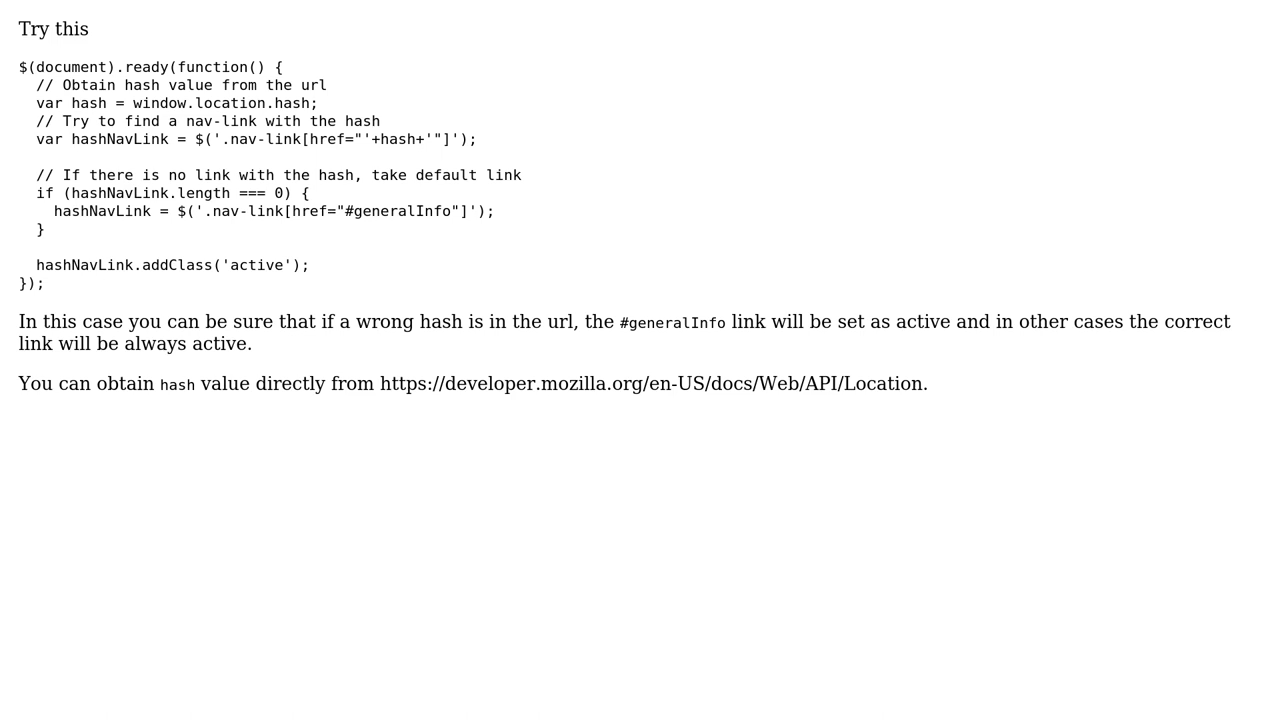 Try this
$(document).ready(function() {
  // Obtain hash value from the url
  var hash = window.location.hash;
  // Try to find a nav-link with the hash
  var hashNavLink = $('.nav-link[href="'+hash+'"]');

  // If there is no link with the hash, take default link
  if (hashNavLink.length === 0) {
    hashNavLink = $('.nav-link[href="#generalInfo"]');
  }

  hashNavLink.addClass('active');
});
In this case you can be sure that if a wrong hash is in the url, the #generalInfo link will be set as active and in other cases the correct
link will be always active.
You can obtain hash value directly from https://developer.mozilla.org/en-US/docs/Web/API/Location.